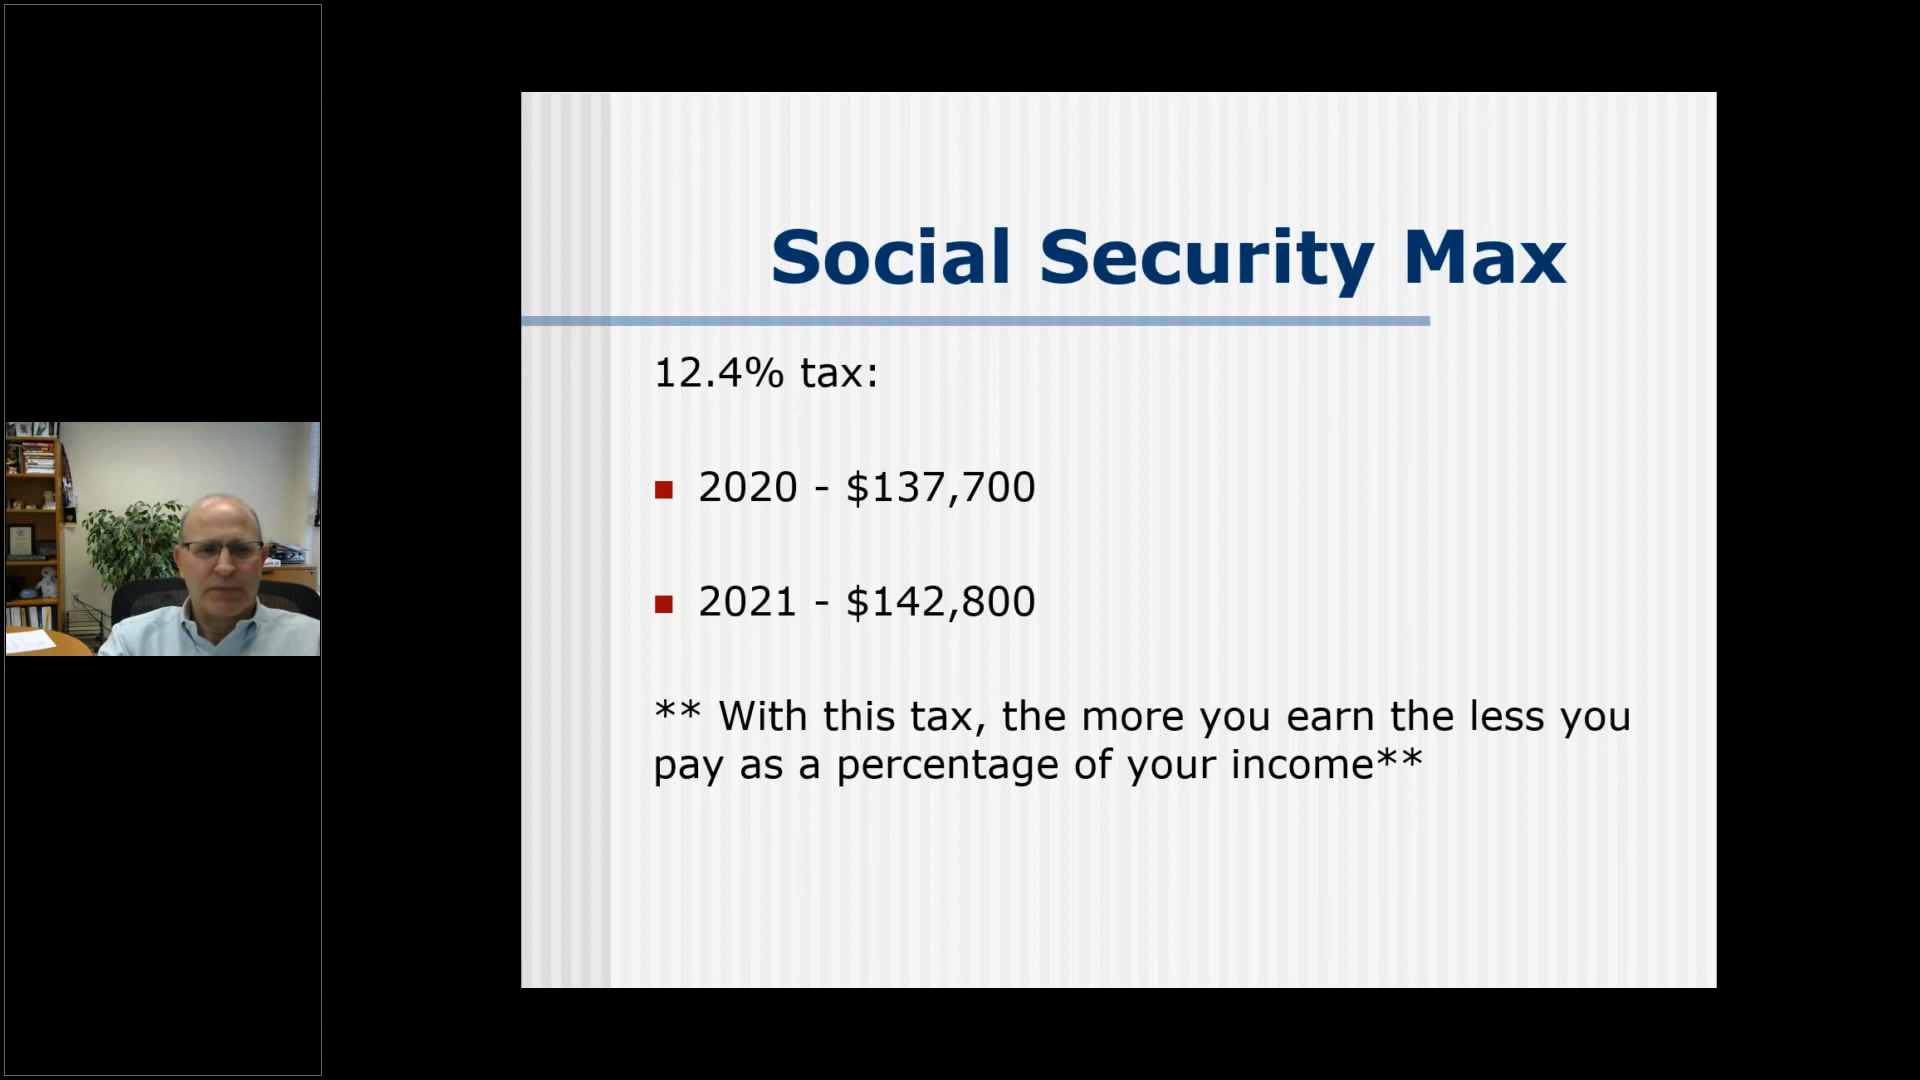 Social Security Max
12.4% tax:
2020 - $137,700
2021 - $142,800
** With this tax, the more you earn the less you
pay as a percentage of your income**